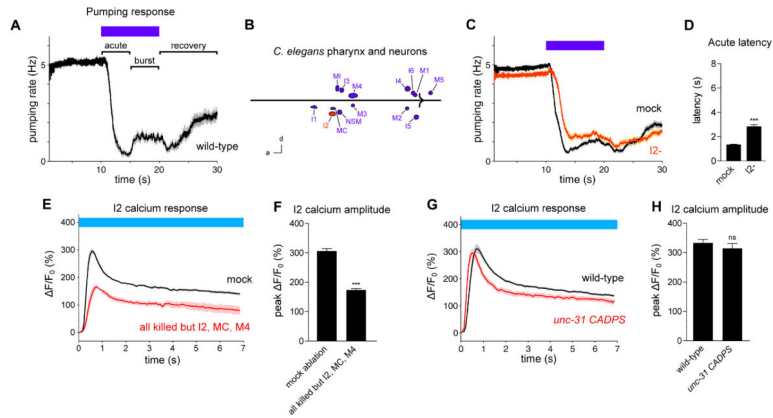 A
Pumping response
acute
recovery
burst
wild-type
pumping rate (Hz)
5
0
0
10
20
30
time (s)
B
C. elegans pharynx and neurons
MI
I3
M4
I4
I6
M1
M5
I1
I2
MC
NSM
M3
M2
I5
d
a
C
pumping rate (Hz)
5
0
0
10
20
30
time (s)
mock
I2-
D
Acute latency
latency (s)
8
6
4
2
0
***
mock
I2-
E
I2 calcium response
ΔF/F0 (%)
400
300
200
100
0
mock
all killed but I2, MC, M4
0
1
2
3
4
5
6
7
time (s)
F
I2 calcium amplitude
peak ΔF/F0 (%)
400
300
200
100
0
***
mock ablation
all killed but I2, MC, M4
G
I2 calcium response
ΔF/F0 (%)
400
300
200
100
0
wild-type
unc-31 CADPS
0
1
2
3
4
5
6
7
time (s)
H
I2 calcium amplitude
peak ΔF/F0 (%)
400
300
200
100
0
ns
wild-type
unc-31 CADPS